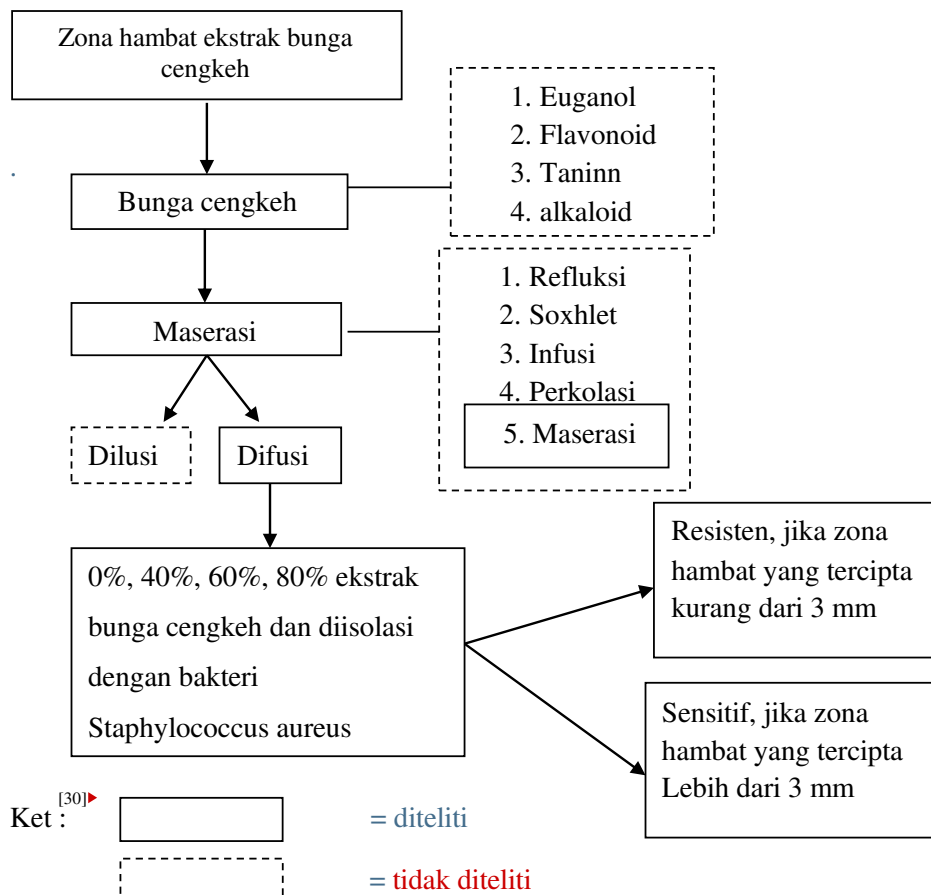 Zona hambat ekstrak bunga
cengkeh
1. Euganol
2. Flavonoid
3. Taninn
4. alkaloid
Bunga cengkeh
1. Refluksi
2. Soxhlet
3. Infusi
4. Perkolasi
5. Maserasi
Maserasi
Dilusi
Difusi
0%, 40%, 60%, 80% ekstrak
bunga cengkeh dan diisolasi
dengan bakteri
Staphylococcus aureus
Resisten, jika zona
hambat yang tercipta
kurang dari 3 mm
Sensitif, jika zona
hambat yang tercipta
Lebih dari 3 mm
Ket : [30]
= diteliti
= tidak diteliti